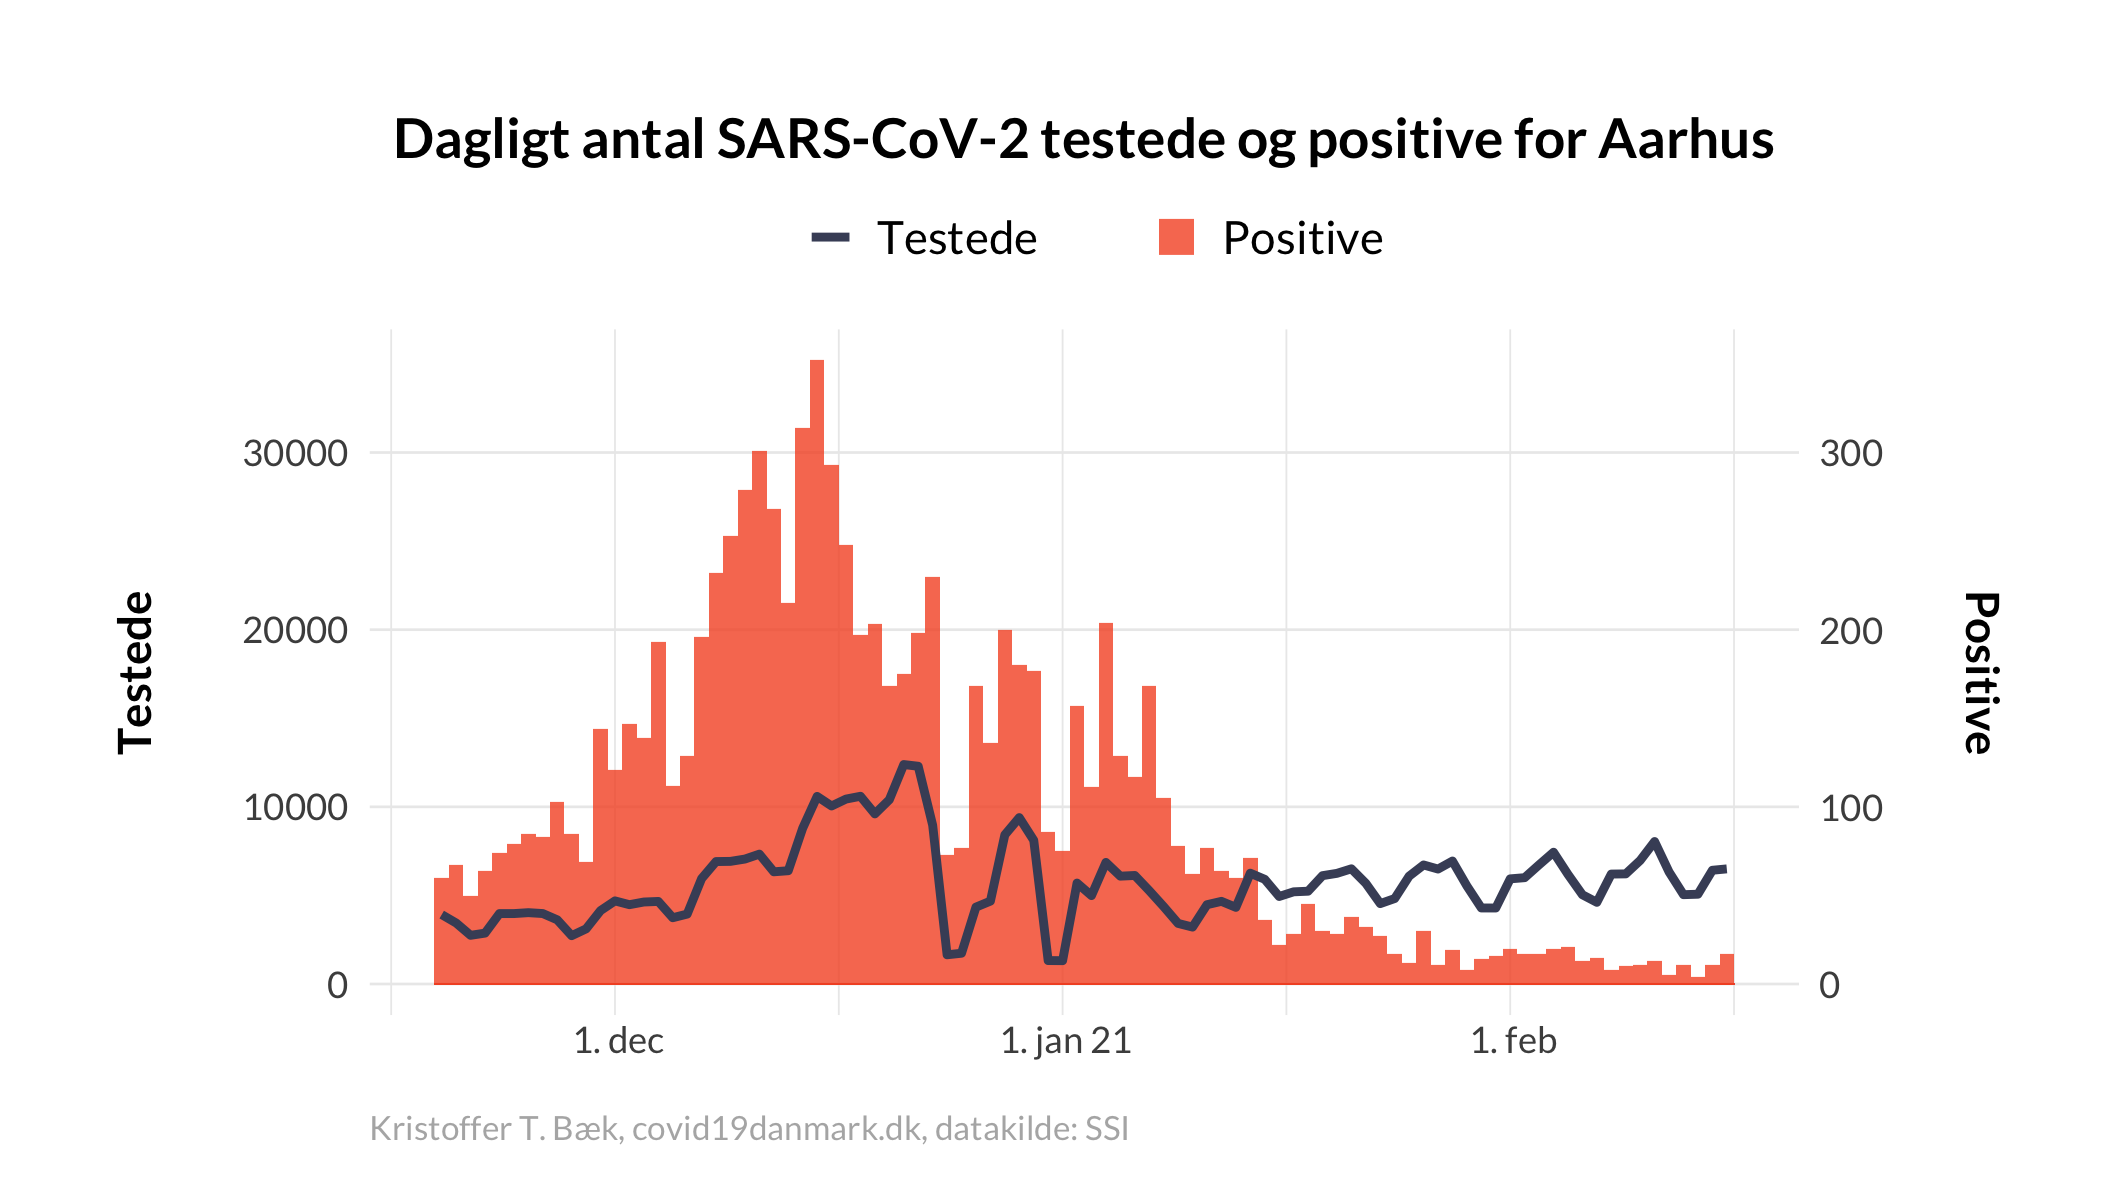 Dagligt antal SARS-CoV-2 testede og positive for Aarhus
Testede
Positive
30000
20000
10000
0
Testede
300
200
100
0
Positive
1. dec
1. jan 21
1. feb
Kristoffer T. Bæk, covid19danmark.dk, datakilde: SSI